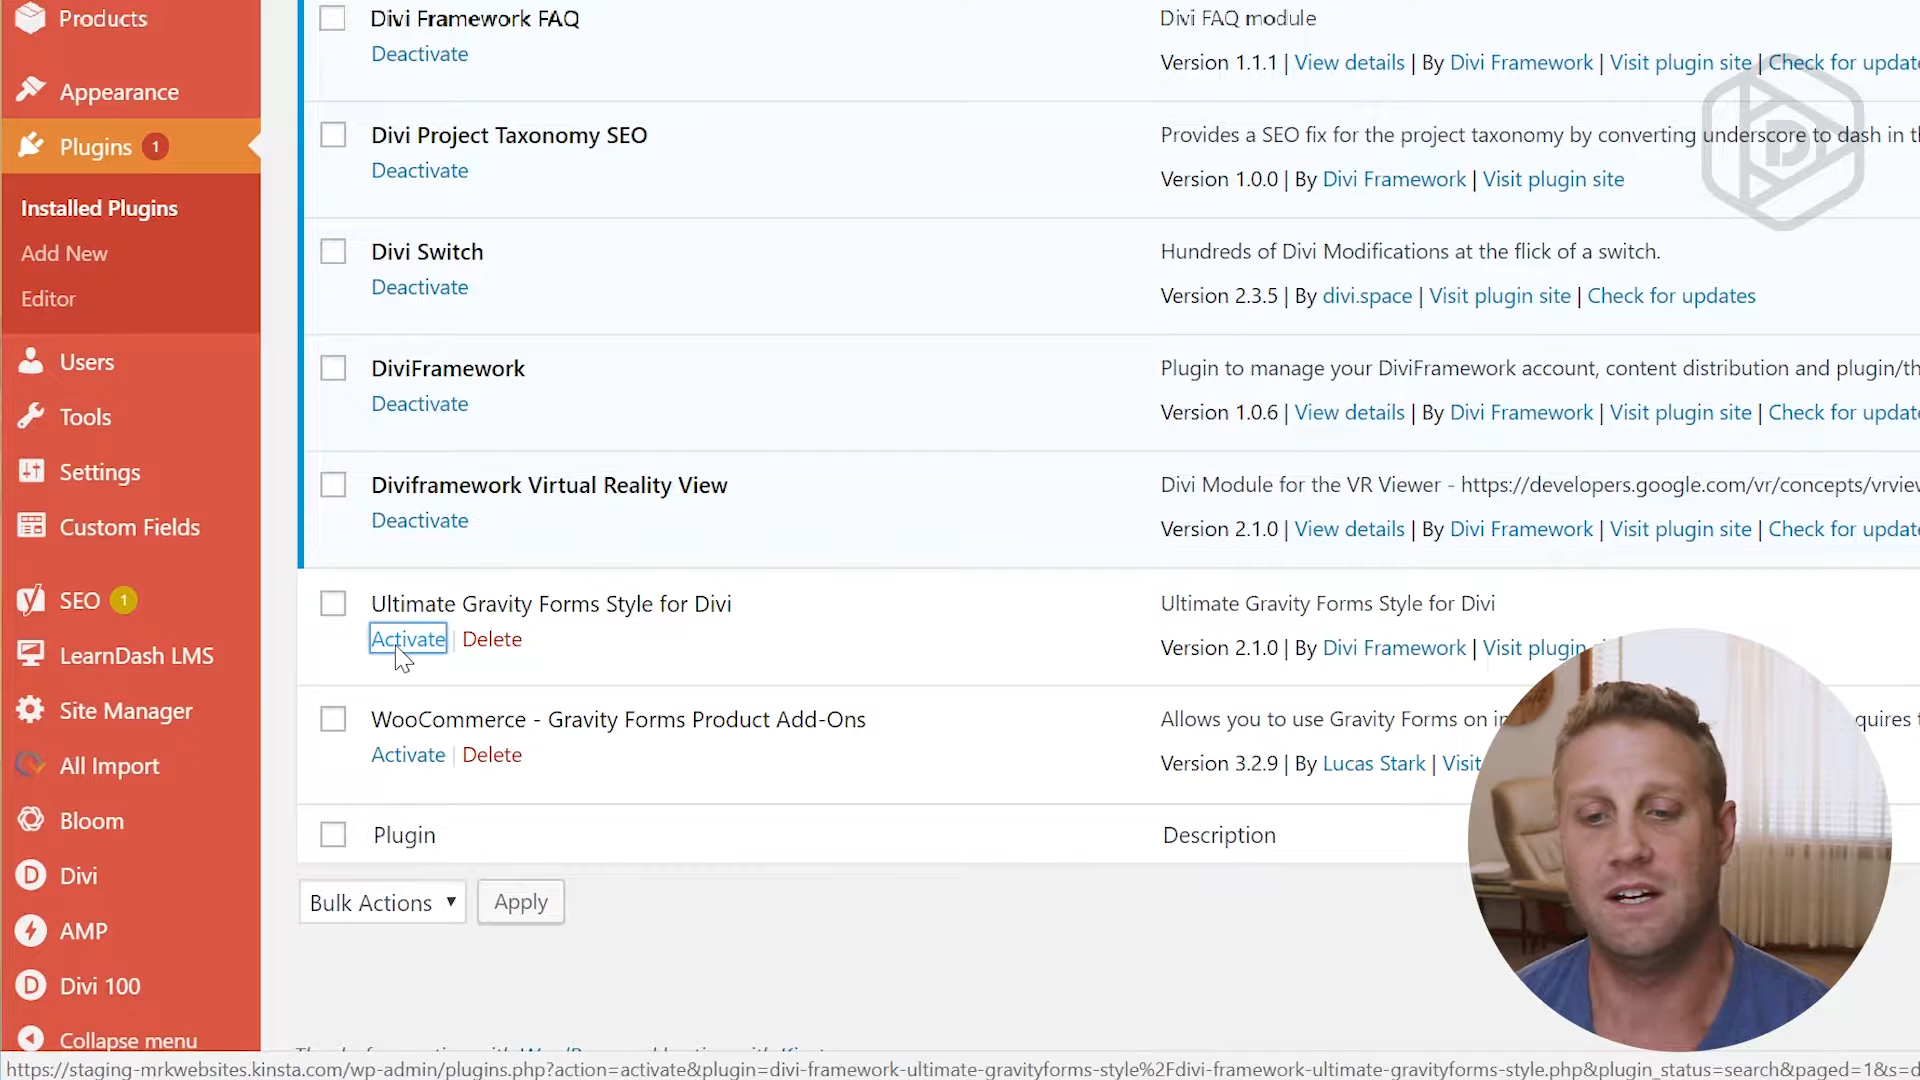 Products
Divi Framework FAQ
Divi FAQ module
Deactivate
Version 1.1.1 | View details | By Divi Framework | Visit plugin site | Check for update
Appearance
Plugins 1
Divi Project Taxonomy SEO
Provides a SEO fix for the project taxonomy by converting underscore to dash in th
Deactivate
Version 1.0.0 | By Divi Framework | Visit plugin site
Installed Plugins
Add New
Editor
Divi Switch
Hundreds of Divi Modifications at the flick of a switch.
Deactivate
Version 2.3.5 | By divi.space | Visit plugin site | Check for updates
Users
DiviFramework
Plugin to manage your DiviFramework account, content distribution and plugin/th
Deactivate
Version 1.0.6 | View details | By Divi Framework | Visit plugin site | Check for update
Tools
Settings
Diviframework Virtual Reality View
Divi Module for the VR Viewer - https://developers.google.com/vr/concepts/vrview
Deactivate
Version 2.1.0 | View details | By Divi Framework | Visit plugin site | Check for update
Custom Fields
SEO 1
Ultimate Gravity Forms Style for Divi
Ultimate Gravity Forms Style for Divi
Activate | Delete
Version 2.1.0 | By Divi Framework | Visit plugin
LearnDash LMS
Site Manager
WooCommerce - Gravity Forms Product Add-Ons
Allows you to use Gravity Forms on in quires t
Activate | Delete
Version 3.2.9 | By Lucas Stark | Visit
All Import
Bloom
Plugin
Description
Divi
Bulk Actions
Apply
AMP
Divi 100
Collapse menu
https://staging-mrkwebsites.kinsta.com/wp-admin/plugins.php?action=activate&plugin=divi-framework-ultimate-gravityforms-style%2Fdivi-framework-ultimate-gravityforms-style.php&plugin_status=search&paged=1&s=d